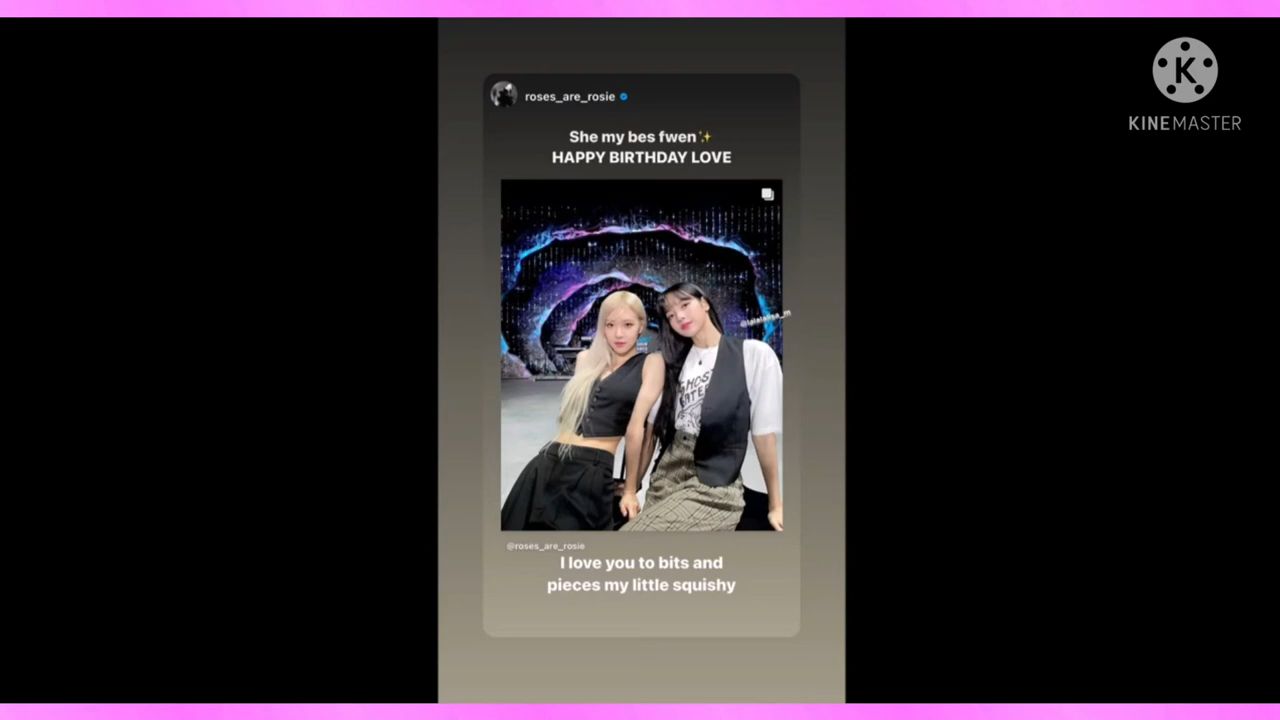 roses_are_rosie
She my bes fwen✨
HAPPY BIRTHDAY LOVE
@lalalalisa_m
@roses_are_rosie
I love you to bits and
pieces my little squishy
K
KINEMASTER